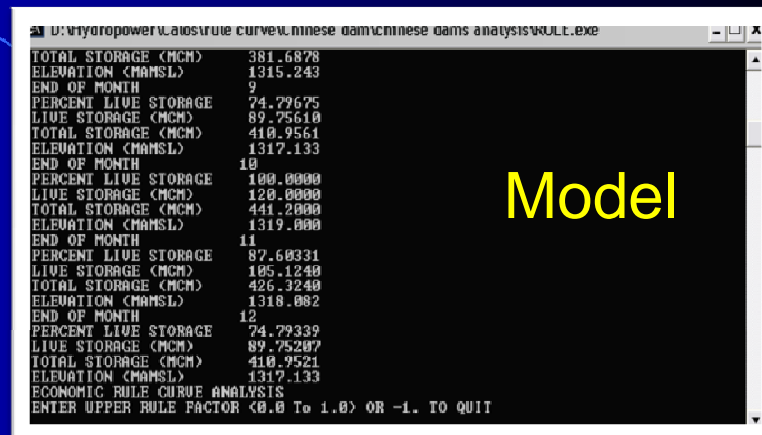 D:\Hydropower\Calos\rule curve\Chinese dam\chinese dams analysis\RULE.exe
TOTAL STORAGE (MCM) 381.6878
ELEVATION (MAMSL) 1315.243
END OF MONTH 9
PERCENT LIVE STORAGE 74.79675
LIVE STORAGE (MCM) 89.75610
TOTAL STORAGE (MCM) 410.9561
ELEVATION (MAMSL) 1317.133
END OF MONTH 10
PERCENT LIVE STORAGE 100.0000
LIVE STORAGE (MCM) 120.0000
TOTAL STORAGE (MCM) 441.2000
ELEVATION (MAMSL) 1319.000
END OF MONTH 11
PERCENT LIVE STORAGE 87.60331
LIVE STORAGE (MCM) 105.1240
TOTAL STORAGE (MCM) 426.3240
ELEVATION (MAMSL) 1318.082
END OF MONTH 12
PERCENT LIVE STORAGE 74.79339
LIVE STORAGE (MCM) 89.75207
TOTAL STORAGE (MCM) 410.9521
ELEVATION (MAMSL) 1317.133
ECONOMIC RULE CURVE ANALYSIS
ENTER UPPER RULE FACTOR (0.0 To 1.0) OR -1. TO QUIT
Model